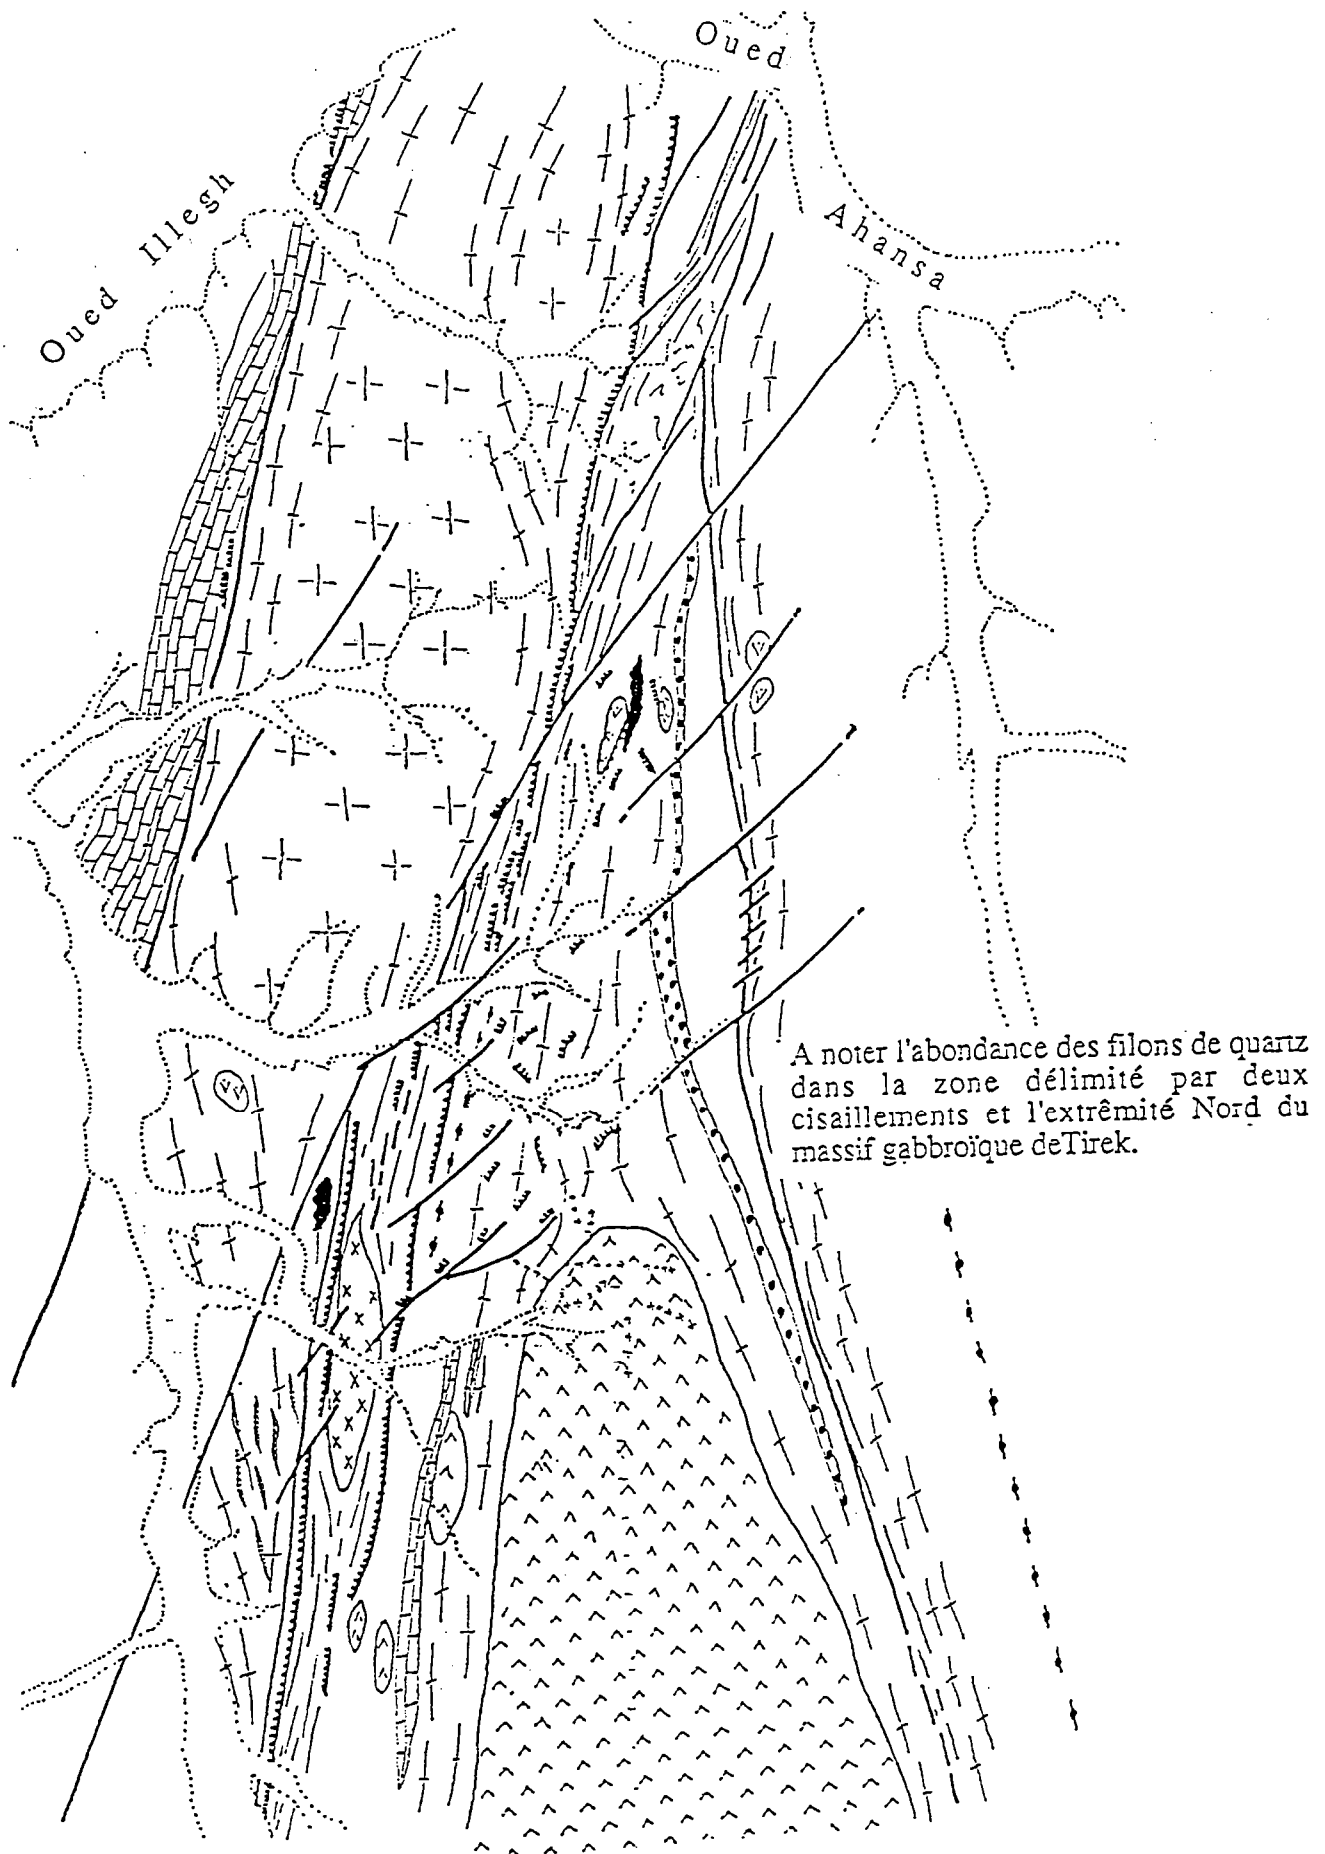 Oued
Ahansa
Oued Illegh
A noter l'abondance des filons de quartz
dans la zone délimité par deux
cisaillements et l'extrêmité Nord du
massif gabbroïque deTirek.